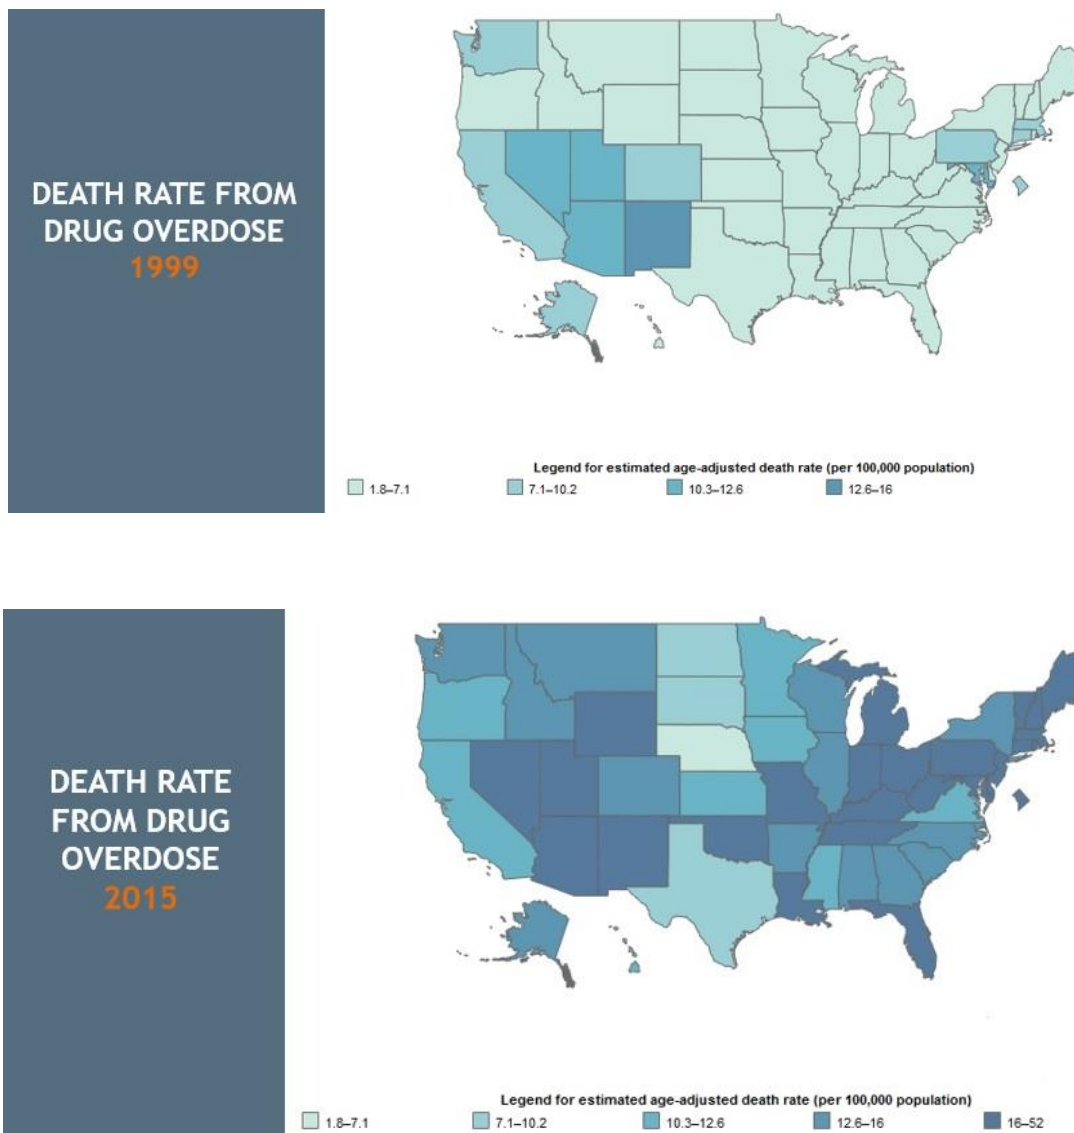 DEATH RATE FROM
DRUG OVERDOSE
1999
Legend for estimated age-adjusted death rate (per 100,000 population)
1.8–7.1 7.1–10.2 10.3–12.6 12.6–16
DEATH RATE
FROM DRUG
OVERDOSE
2015
Legend for estimated age-adjusted death rate (per 100,000 population)
1.8–7.1 7.1–10.2 10.3–12.6 12.6–16 16–52